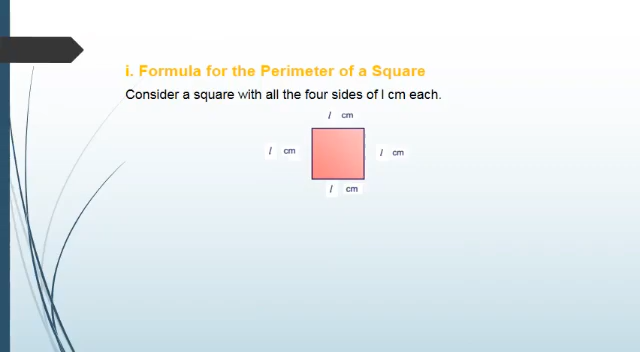 i. Formula for the Perimeter of a Square
Consider a square with all the four sides of l cm each.
l cm
l cm
l cm
l cm